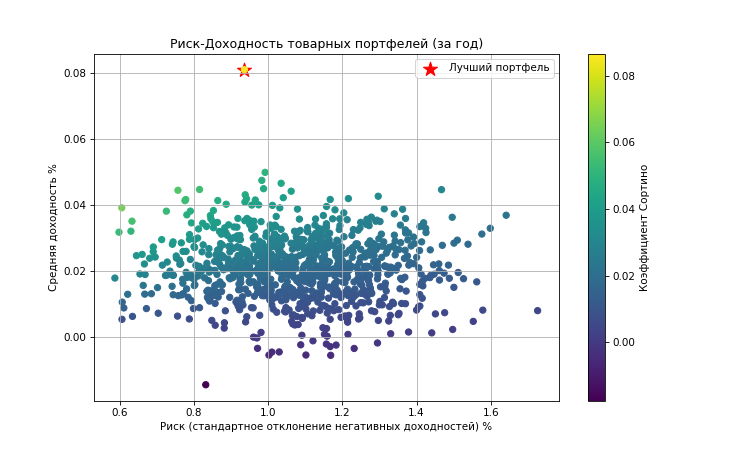 Риск-Доходность товарных портфелей (за год)
Лучший портфель
Средняя доходность %
0.08
0.06
0.04
0.02
0.00
0.6 0.8 1.0 1.2 1.4 1.6
Риск (стандартное отклонение негативных доходностей) %
0.08
0.06
0.04
0.02
0.00
Коэффициент Сортино